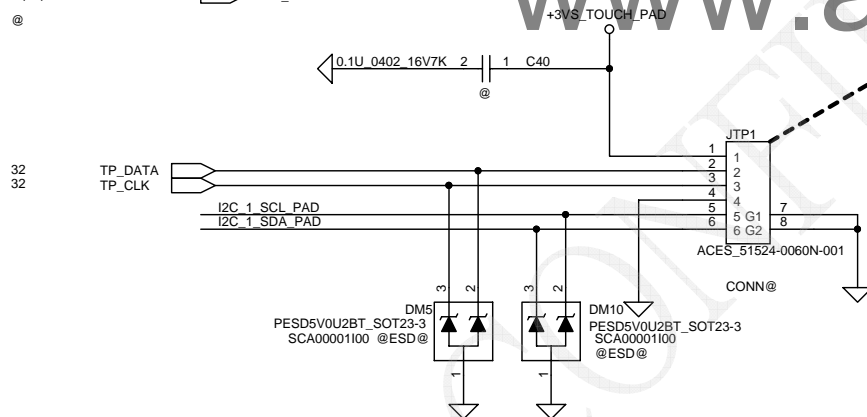 www.a
@
+3VS_TOUCH_PAD
0.1U_0402_16V7K 2 1 C40
@
JTP1
1 1
32 TP_DATA 2 2
32 TP_CLK 3 3
4 4
I2C_1_SCL_PAD 5 5 G1 7
I2C_1_SDA_PAD 6 6 G2 8
ACES_51524-0060N-001
CONN@
3 2 3 2
DM5 DM10
PESD5V0U2BT_SOT23-3 PESD5V0U2BT_SOT23-3
SCA00001I00 @ESD@ SCA00001I00
@ESD@
1 1
CONFI